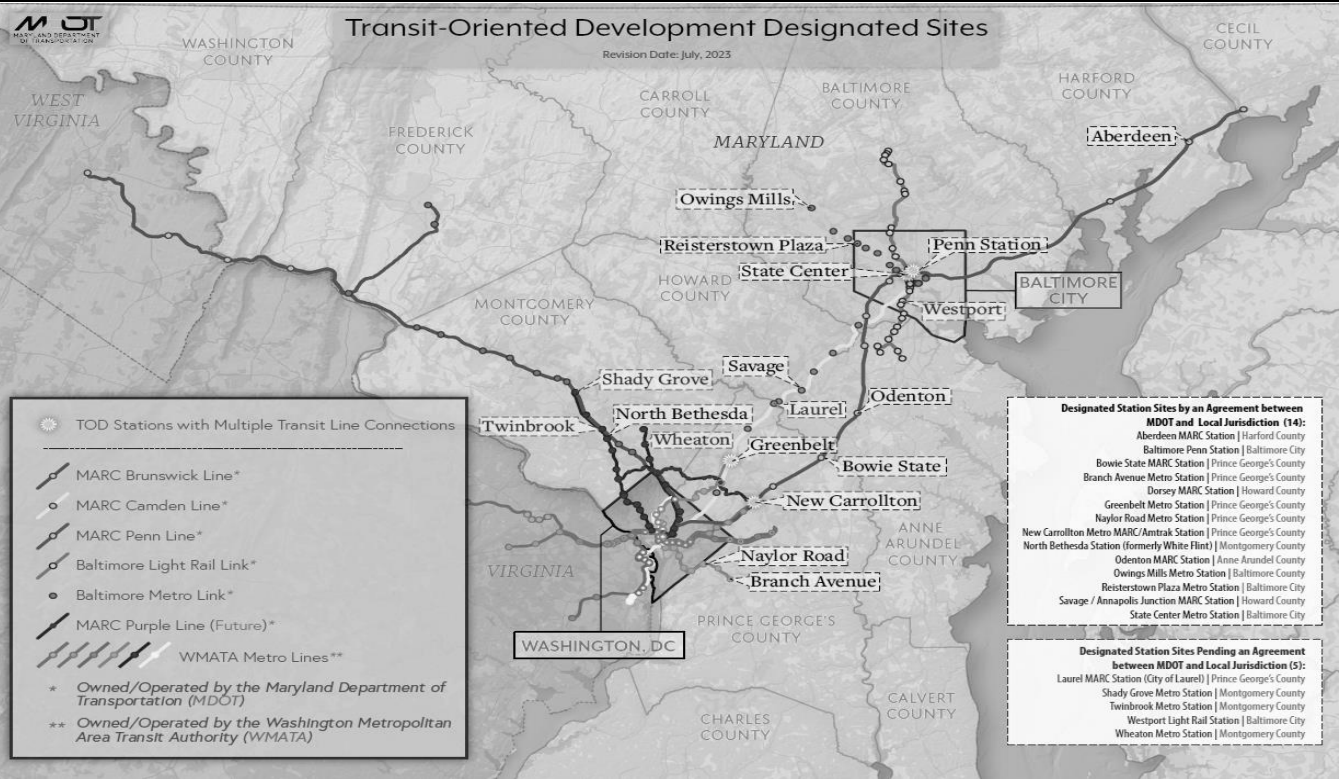 MDOT
MARYLAND DEPARTMENT
OF TRANSPORTATION
Transit-Oriented Development Designated Sites
Revision Date: July, 2023
WASHINGTON
COUNTY
CECIL
COUNTY
WEST
VIRGINIA
FREDERICK
COUNTY
CARROLL
COUNTY
BALTIMORE
COUNTY
HARFORD
COUNTY
MARYLAND
Aberdeen
Owings Mills
Reisterstown Plaza
Penn Station
State Center
HOWARD
COUNTY
BALTIMORE
CITY
MONTGOMERY
COUNTY
Westport
Savage
Shady Grove
Laurel
Odenton
North Bethesda
Twinbrook
Wheaton
Greenbelt
Bowie State
New Carrollton
ANNE
ARUNDEL
COUNTY
VIRGINIA
Naylor Road
Branch Avenue
PRINCE GEORGE'S
COUNTY
WASHINGTON, DC
CALVERT
COUNTY
CHARLES
COUNTY
TOD Stations with Multiple Transit Line Connections
MARC Brunswick Line*
MARC Camden Line*
MARC Penn Line*
Baltimore Light Rail Link*
Baltimore Metro Link*
MARC Purple Line (Future)*
WMATA Metro Lines**
* Owned/Operated by the Maryland Department of
Transportation (MDOT)
** Owned/Operated by the Washington Metropolitan
Area Transit Authority (WMATA)
Designated Station Sites by an Agreement between
MDOT and Local Jurisdiction (14):
Aberdeen MARC Station | Harford County
Baltimore Penn Station | Baltimore City
Bowie State MARC Station | Prince George's County
Branch Avenue Metro Station | Prince George's County
Dorsey MARC Station | Howard County
Greenbelt Metro Station | Prince George's County
Naylor Road Metro Station | Prince George's County
New Carrollton Metro MARC/Amtrak Station | Prince George's County
North Bethesda Station (formerly White Flint) | Montgomery County
Odenton MARC Station | Anne Arundel County
Owings Mills Metro Station | Baltimore County
Reisterstown Plaza Metro Station | Baltimore City
Savage / Annapolis Junction MARC Station | Howard County
State Center Metro Station | Baltimore City
Designated Station Sites Pending an Agreement
between MDOT and Local Jurisdiction (5):
Laurel MARC Station (City of Laurel) | Prince George's County
Shady Grove Metro Station | Montgomery County
Twinbrook Metro Station | Montgomery County
Westport Light Rail Station | Baltimore City
Wheaton Metro Station | Montgomery County